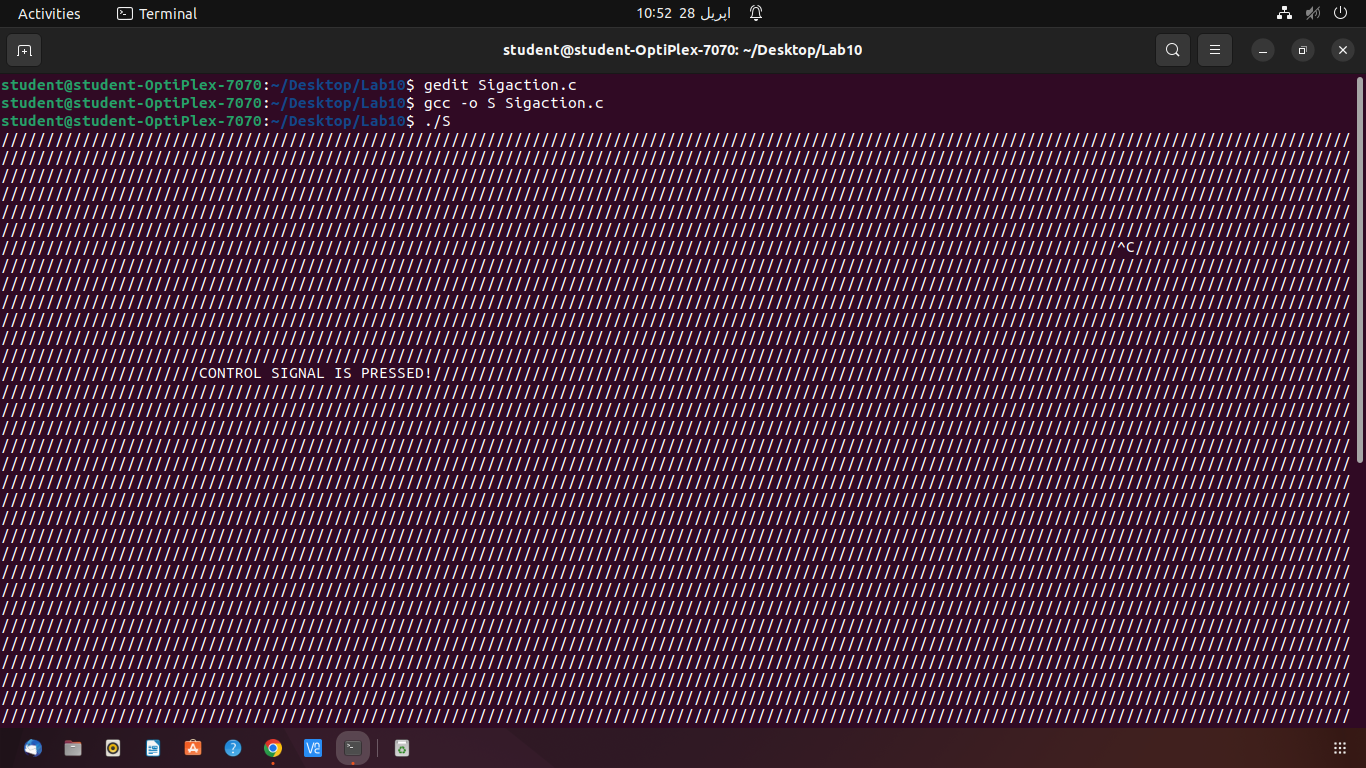 Activities
Terminal
10:52 28 اپریل
student@student-OptiPlex-7070: ~/Desktop/Lab10
student@student-OptiPlex-7070:~/Desktop/Lab10$ gedit Sigaction.c
student@student-OptiPlex-7070:~/Desktop/Lab10$ gcc -o S Sigaction.c
student@student-OptiPlex-7070:~/Desktop/Lab10$ ./S
^C
CONTROL SIGNAL IS PRESSED!